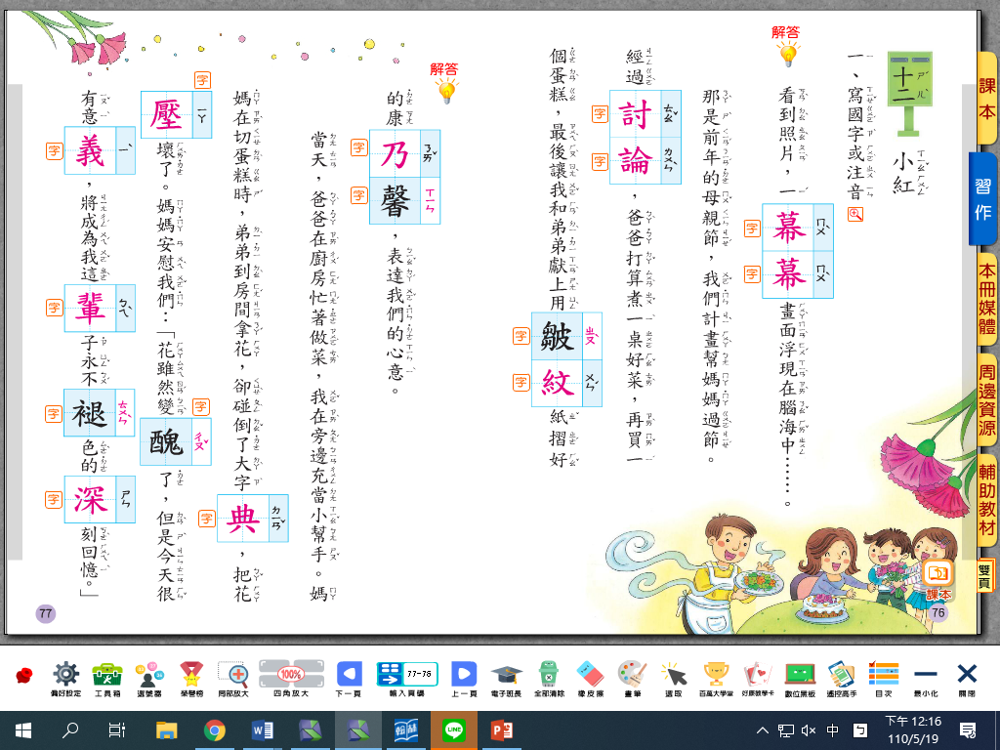 十二 小紅
一、寫國字或注音
解答
看到照片，一幕幕畫面浮現在腦海中……。
那是前年的母親節，我們計畫幫媽媽過節。
經過討論，爸爸打算煮一桌好菜，再買一
個蛋糕，最後讓我和弟弟獻上用皺紋紙摺好
解答
的康乃馨，表達我們的心意。
當天，爸爸在廚房忙著做菜，我在旁邊充當小幫手。媽
媽在切蛋糕時，弟弟到房間拿花，卻碰倒了大字典，把花
壓壞了。媽媽安慰我們：「花雖然變醜了，但是今天很
有意義，將成為我這輩子永不褪色的深刻回憶。」
字
77
76
課本
習作
本冊媒體
周邊資源
輔助教材
雙頁
課本
偏好設定
工具箱
選號器
榮譽榜
局部放大
100%
四角放大
下一頁
77-76
輸入頁碼
上一頁
電子班長
全部清除
橡皮擦
畫筆
選取
百萬大學堂
好康教學卡
數位黑板
遙控高手
目次
最小化
關閉
中
下午 12:16
110/5/19